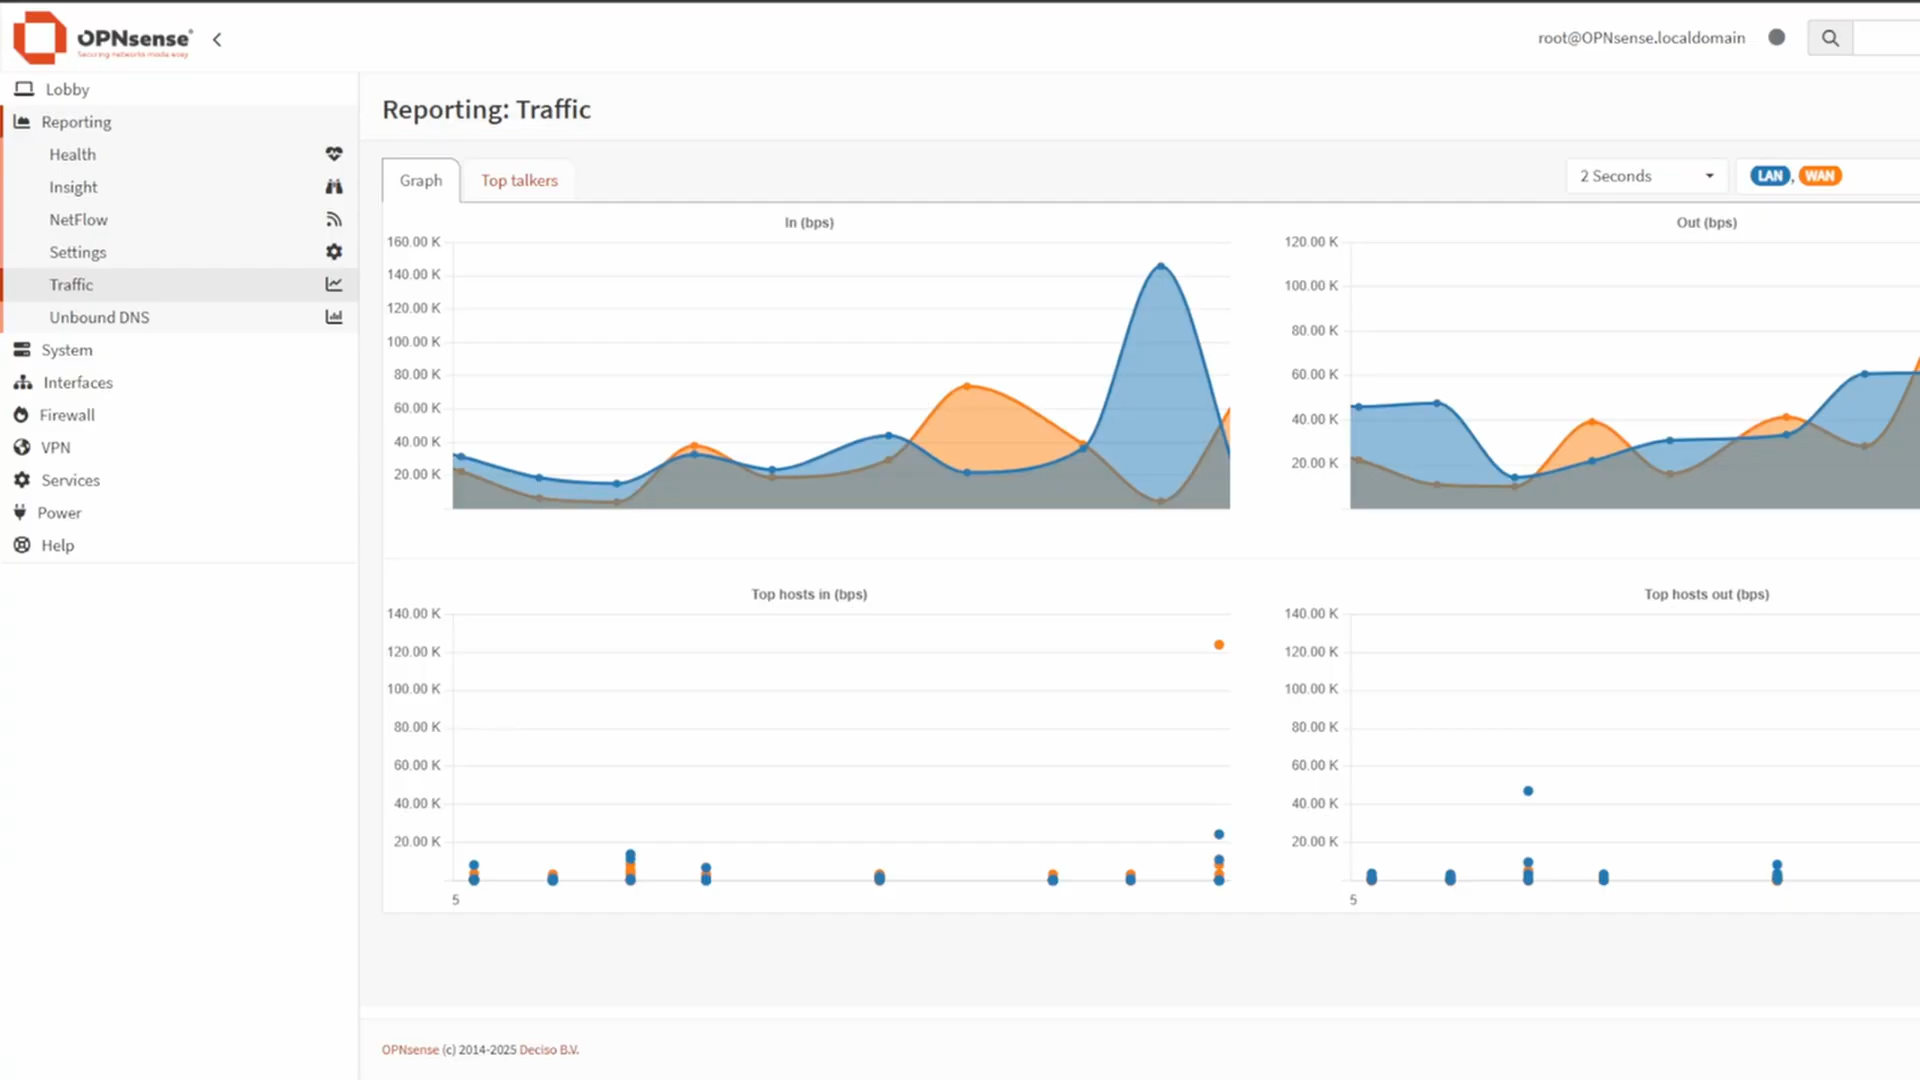 OPNsense®
Securing networks made easy
root@OPNsense.localdomain
Lobby
Reporting
Health
Insight
NetFlow
Settings
Traffic
Unbound DNS
System
Interfaces
Firewall
VPN
Services
Power
Help
Reporting: Traffic
Graph
Top talkers
2 Seconds
LAN, WAN
In (bps)
160.00 K
140.00 K
120.00 K
100.00 K
80.00 K
60.00 K
40.00 K
20.00 K
Out (bps)
120.00 K
100.00 K
80.00 K
60.00 K
40.00 K
20.00 K
Top hosts in (bps)
140.00 K
120.00 K
100.00 K
80.00 K
60.00 K
40.00 K
20.00 K
5
Top hosts out (bps)
140.00 K
120.00 K
100.00 K
80.00 K
60.00 K
40.00 K
20.00 K
5
OPNsense (c) 2014-2025 Deciso B.V.